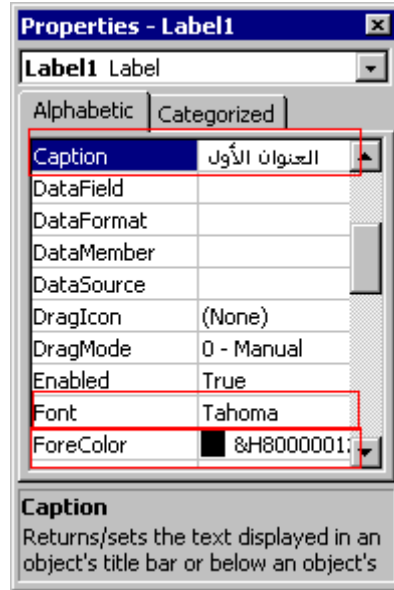 Properties - Label1
Label1 Label
Alphabetic Categorized
Caption العنوان الأول
DataField
DataFormat
DataMember
DataSource
DragIcon (None)
DragMode 0 - Manual
Enabled True
Font Tahoma
ForeColor &H80000012
Caption
Returns/sets the text displayed in an
object's title bar or below an object's